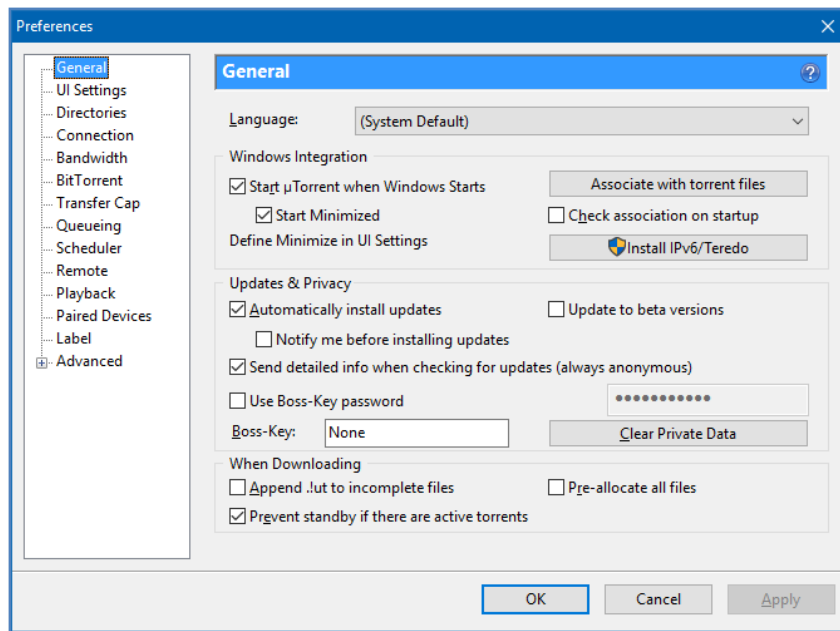 Preferences
General
UI Settings
Directories
Connection
Bandwidth
BitTorrent
Transfer Cap
Queueing
Scheduler
Remote
Playback
Paired Devices
Label
Advanced
General
Language: (System Default)
Windows Integration
Start µTorrent when Windows Starts
Associate with torrent files
Start Minimized
Check association on startup
Define Minimize in UI Settings
Install IPv6/Teredo
Updates & Privacy
Automatically install updates
Update to beta versions
Notify me before installing updates
Send detailed info when checking for updates (always anonymous)
Use Boss-Key password
Boss-Key: None
Clear Private Data
When Downloading
Append .!ut to incomplete files
Pre-allocate all files
Prevent standby if there are active torrents
OK
Cancel
Apply